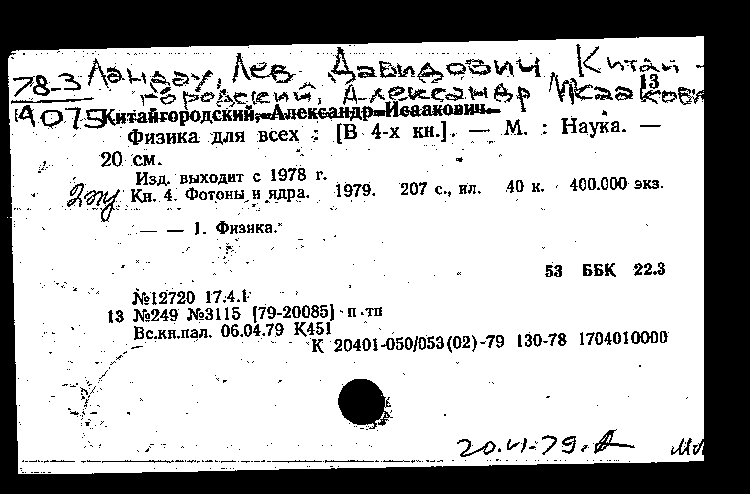 78-3 Ландау, Лев Давидович Китай-
13
городский, Александр Исаакови
А 075 Китайгородский, Александр Исаакович.
Физика для всех : [В 4-х кн.]. — М. : Наука. —
20 см.
Изд. выходит с 1978 г.
Кн. 4. Фотоны и ядра. 1979. 207 с., ил. 40 к. 400.000 экз.
— — 1. Физика.
53 ББК 22.3
№12720 17.4.1
13 №249 №3115 [79-20085] п тп
Вс.кн.пал. 06.04.79 К451
К 20401-050/053(02)-79 130-78 1704010000
20.VI-79.